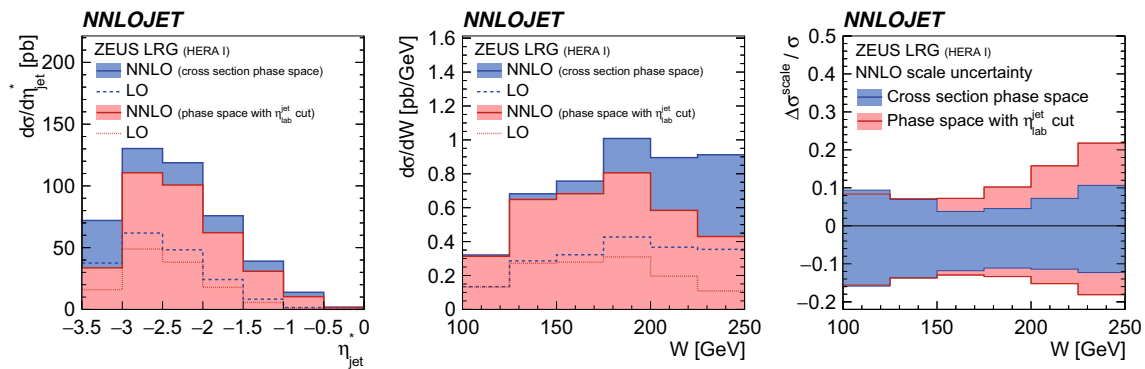 NNLOJET
dσ/dη*jet [pb]
ZEUS LRG (HERA I)
NNLO (cross section phase space)
LO
NNLO (phase space with η^jet_lab cut)
LO
200
150
100
50
0
−3.5 −3 −2.5 −2 −1.5 −1 −0.5 0
η*jet
NNLOJET
dσ/dW [pb/GeV]
ZEUS LRG (HERA I)
NNLO (cross section phase space)
LO
NNLO (phase space with η^jet_lab cut)
LO
1.6
1.4
1.2
1
0.8
0.6
0.4
0.2
0
100 150 200 250
W [GeV]
NNLOJET
Δσ^scale / σ
ZEUS LRG (HERA I)
NNLO scale uncertainty
Cross section phase space
Phase space with η^jet_lab cut
0.5
0.4
0.3
0.2
0.1
0
−0.1
−0.2
100 150 200 250
W [GeV]